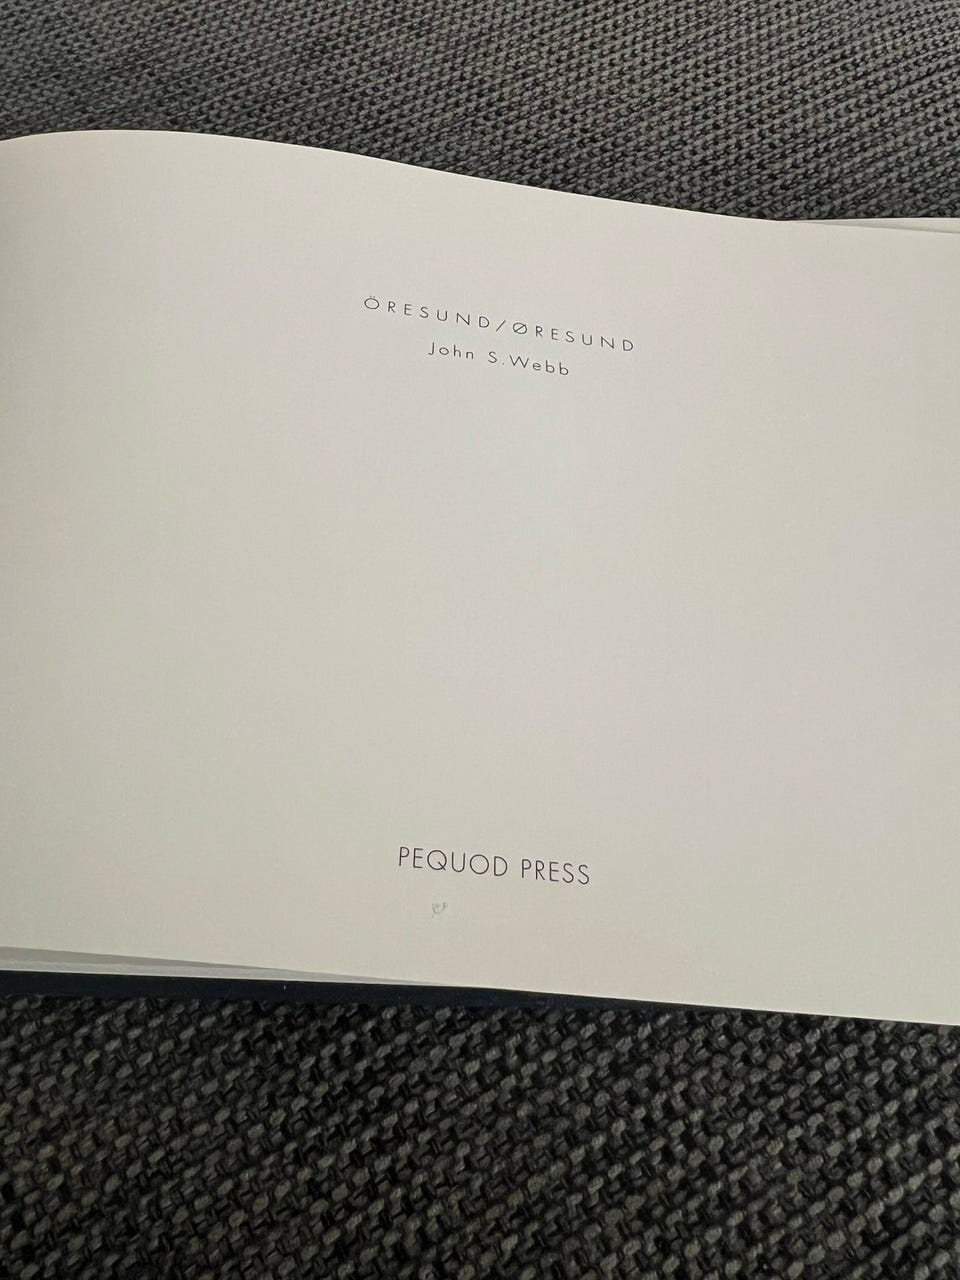 ÖRESUND/ØRESUND
John S. Webb
PEQUOD PRESS